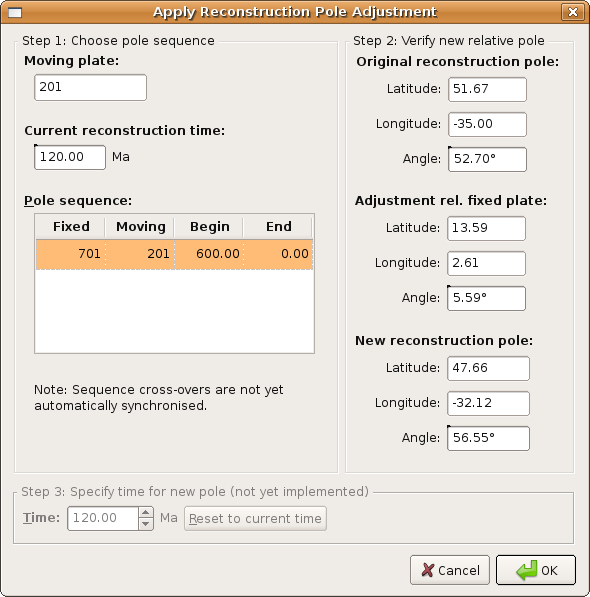 Apply Reconstruction Pole Adjustment
Step 1: Choose pole sequence
Moving plate:
201
Current reconstruction time:
120.00 Ma
Pole sequence:
Fixed Moving Begin End
701 201 600.00 0.00
Note: Sequence cross-overs are not yet
automatically synchronised.
Step 2: Verify new relative pole
Original reconstruction pole:
Latitude: 51.67
Longitude: -35.00
Angle: 52.70°
Adjustment rel. fixed plate:
Latitude: 13.59
Longitude: 2.61
Angle: 5.59°
New reconstruction pole:
Latitude: 47.66
Longitude: -32.12
Angle: 56.55°
Step 3: Specify time for new pole (not yet implemented)
Time: 120.00 Ma Reset to current time
Cancel OK